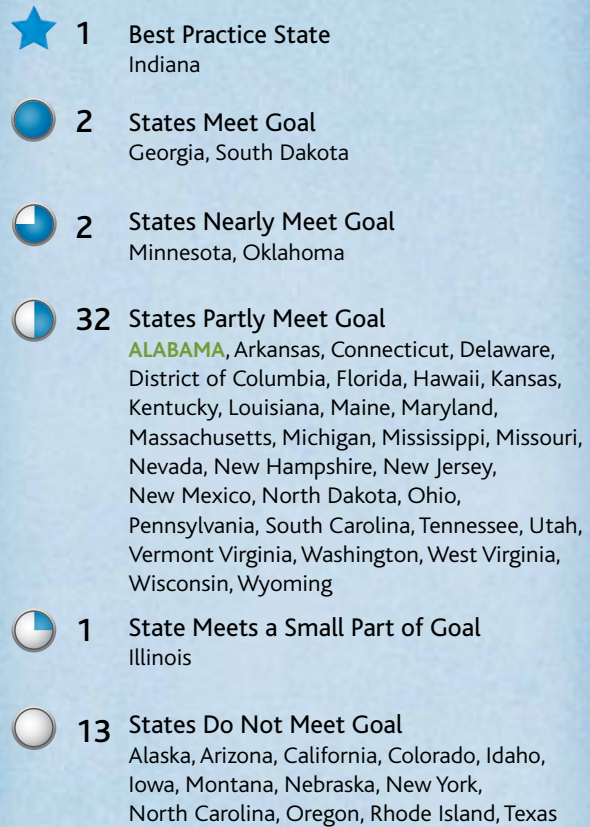 1 Best Practice State
Indiana
2 States Meet Goal
Georgia, South Dakota
2 States Nearly Meet Goal
Minnesota, Oklahoma
32 States Partly Meet Goal
ALABAMA, Arkansas, Connecticut, Delaware,
District of Columbia, Florida, Hawaii, Kansas,
Kentucky, Louisiana, Maine, Maryland,
Massachusetts, Michigan, Mississippi, Missouri,
Nevada, New Hampshire, New Jersey,
New Mexico, North Dakota, Ohio,
Pennsylvania, South Carolina, Tennessee, Utah,
Vermont Virginia, Washington, West Virginia,
Wisconsin, Wyoming
1 State Meets a Small Part of Goal
Illinois
13 States Do Not Meet Goal
Alaska, Arizona, California, Colorado, Idaho,
Iowa, Montana, Nebraska, New York,
North Carolina, Oregon, Rhode Island, Texas